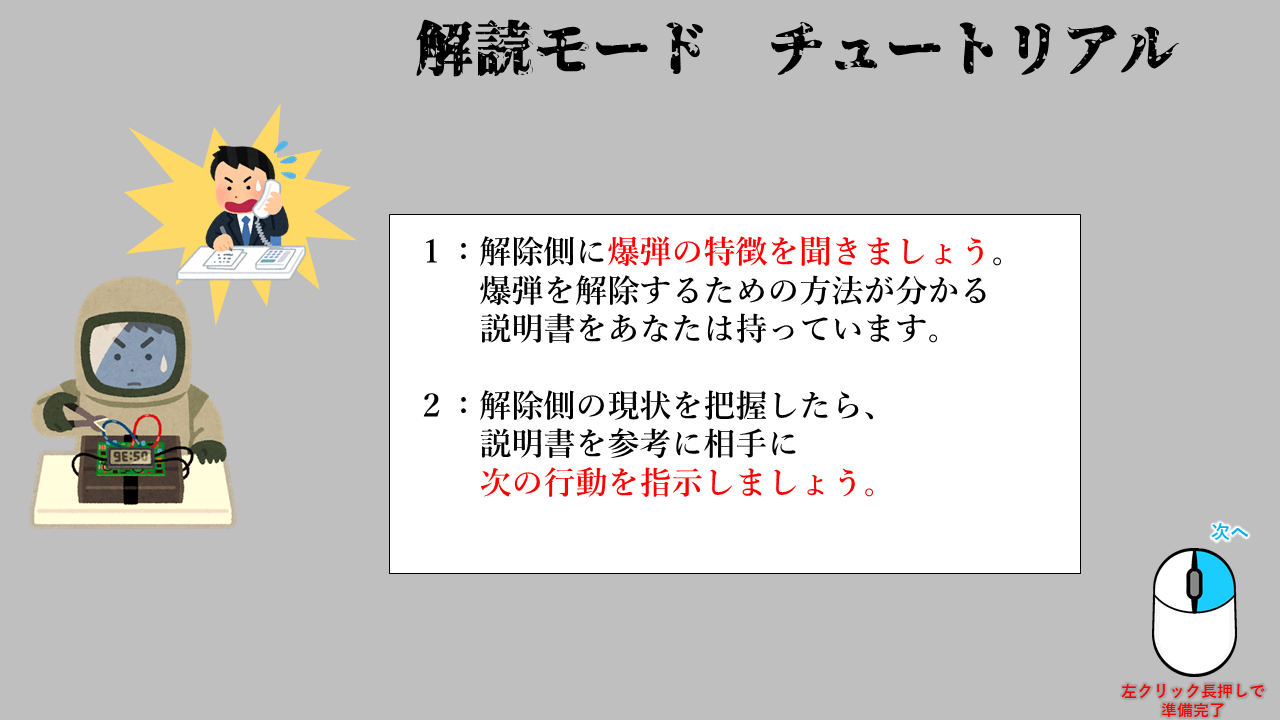 解読モード　チュートリアル
１：解除側に爆弾の特徴を聞きましょう。
爆弾を解除するための方法が分かる
説明書をあなたは持っています。
２：解除側の現状を把握したら、
説明書を参考に相手に
次の行動を指示しましょう。
次へ
左クリック長押しで
準備完了